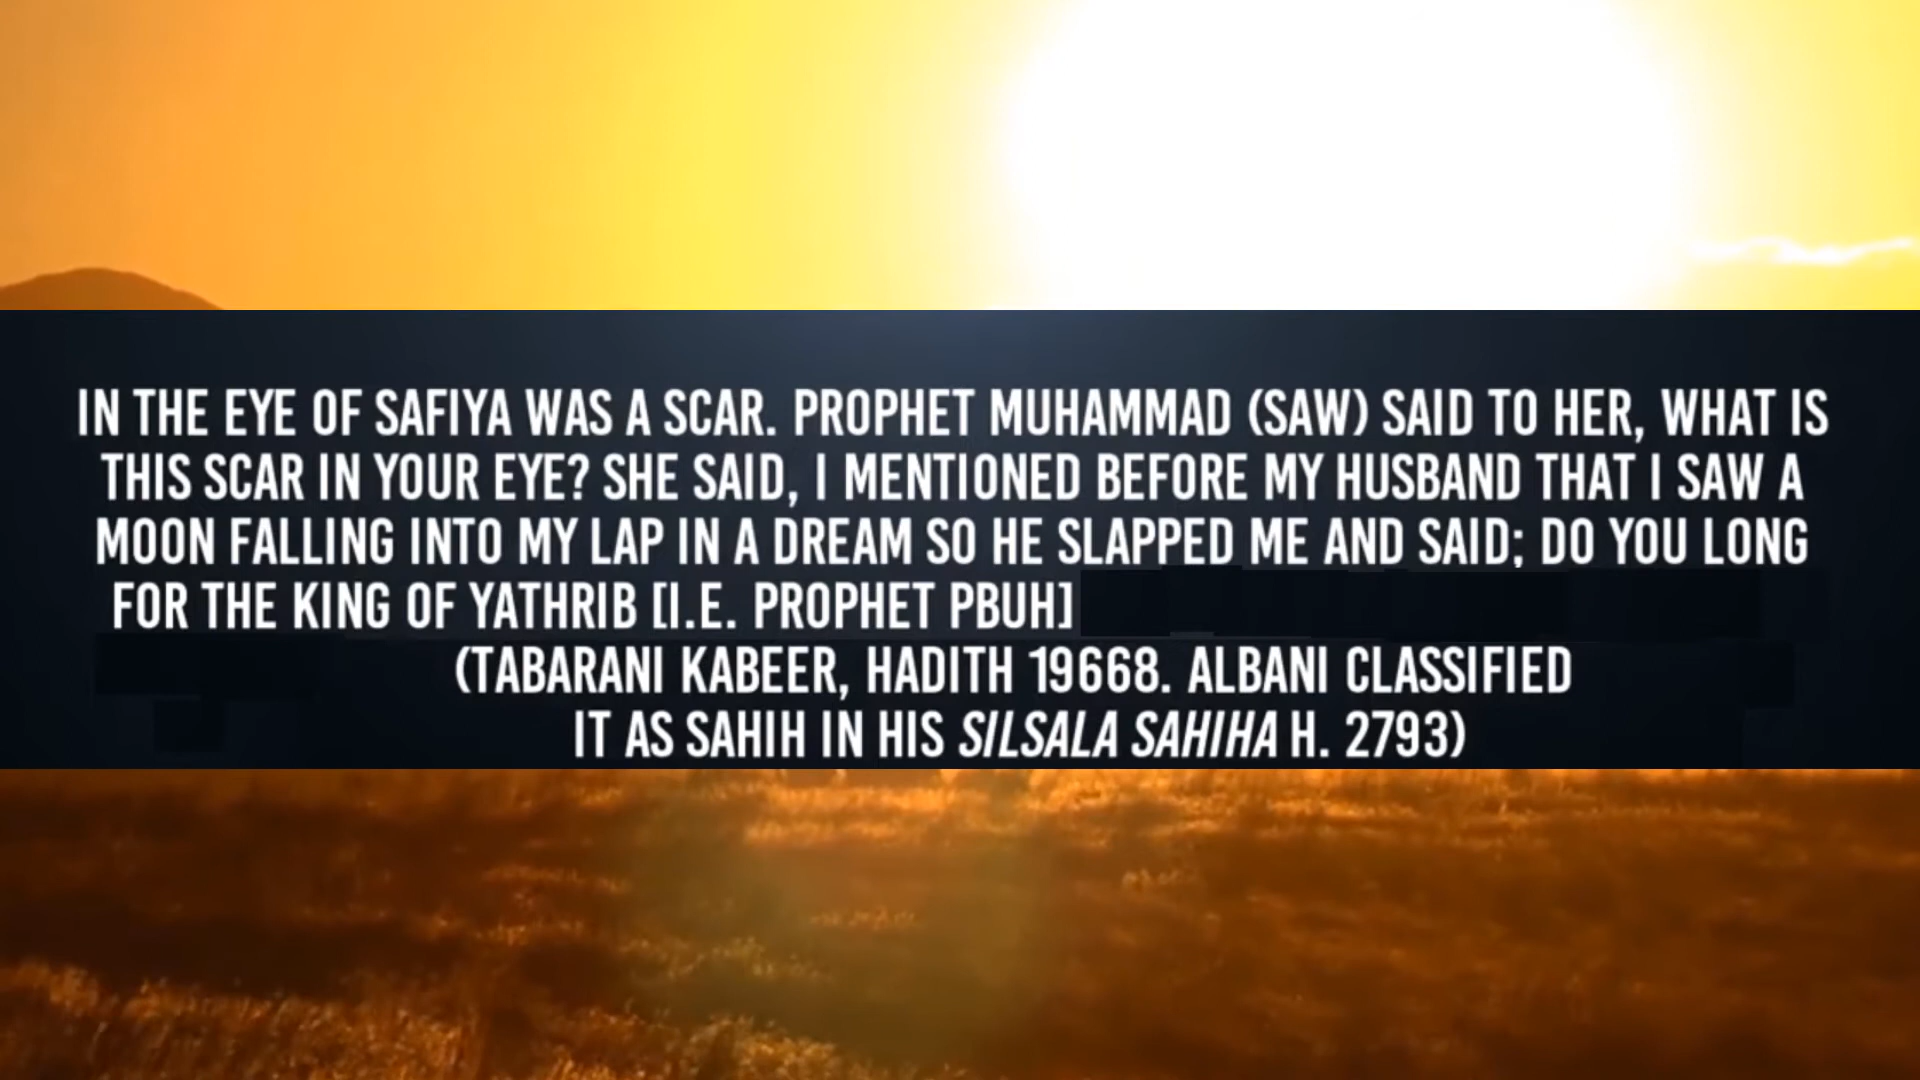 IN THE EYE OF SAFIYA WAS A SCAR. PROPHET MUHAMMAD (SAW) SAID TO HER, WHAT IS
THIS SCAR IN YOUR EYE? SHE SAID, I MENTIONED BEFORE MY HUSBAND THAT I SAW A
MOON FALLING INTO MY LAP IN A DREAM SO HE SLAPPED ME AND SAID; DO YOU LONG
FOR THE KING OF YATHRIB [I.E. PROPHET PBUH]
(TABARANI KABEER, HADITH 19668. ALBANI CLASSIFIED
IT AS SAHIH IN HIS SILSALA SAHIHA H. 2793)